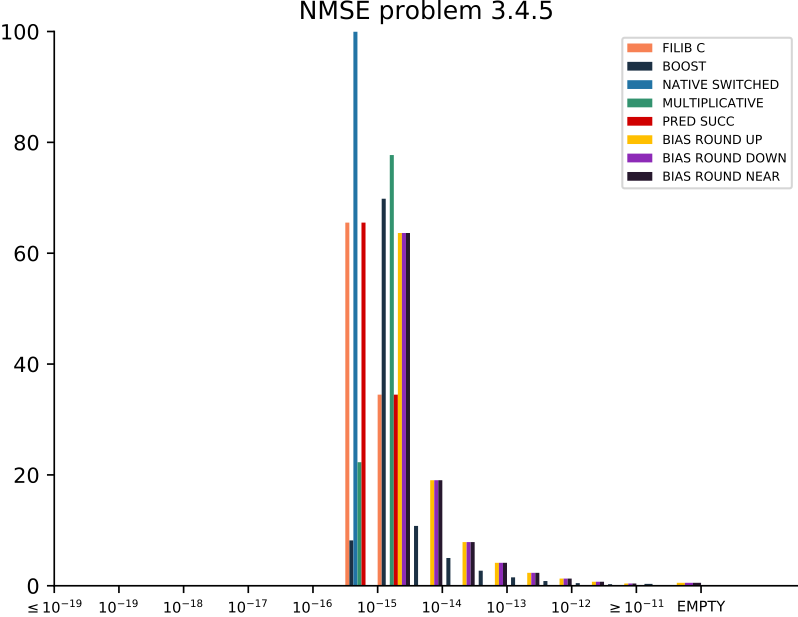 NMSE problem 3.4.5
100
80
60
40
20
0
FILIB C
BOOST
NATIVE SWITCHED
MULTIPLICATIVE
PRED SUCC
BIAS ROUND UP
BIAS ROUND DOWN
BIAS ROUND NEAR
≤10⁻¹⁹ 10⁻¹⁹ 10⁻¹⁸ 10⁻¹⁷ 10⁻¹⁶ 10⁻¹⁵ 10⁻¹⁴ 10⁻¹³ 10⁻¹² ≥10⁻¹¹ EMPTY